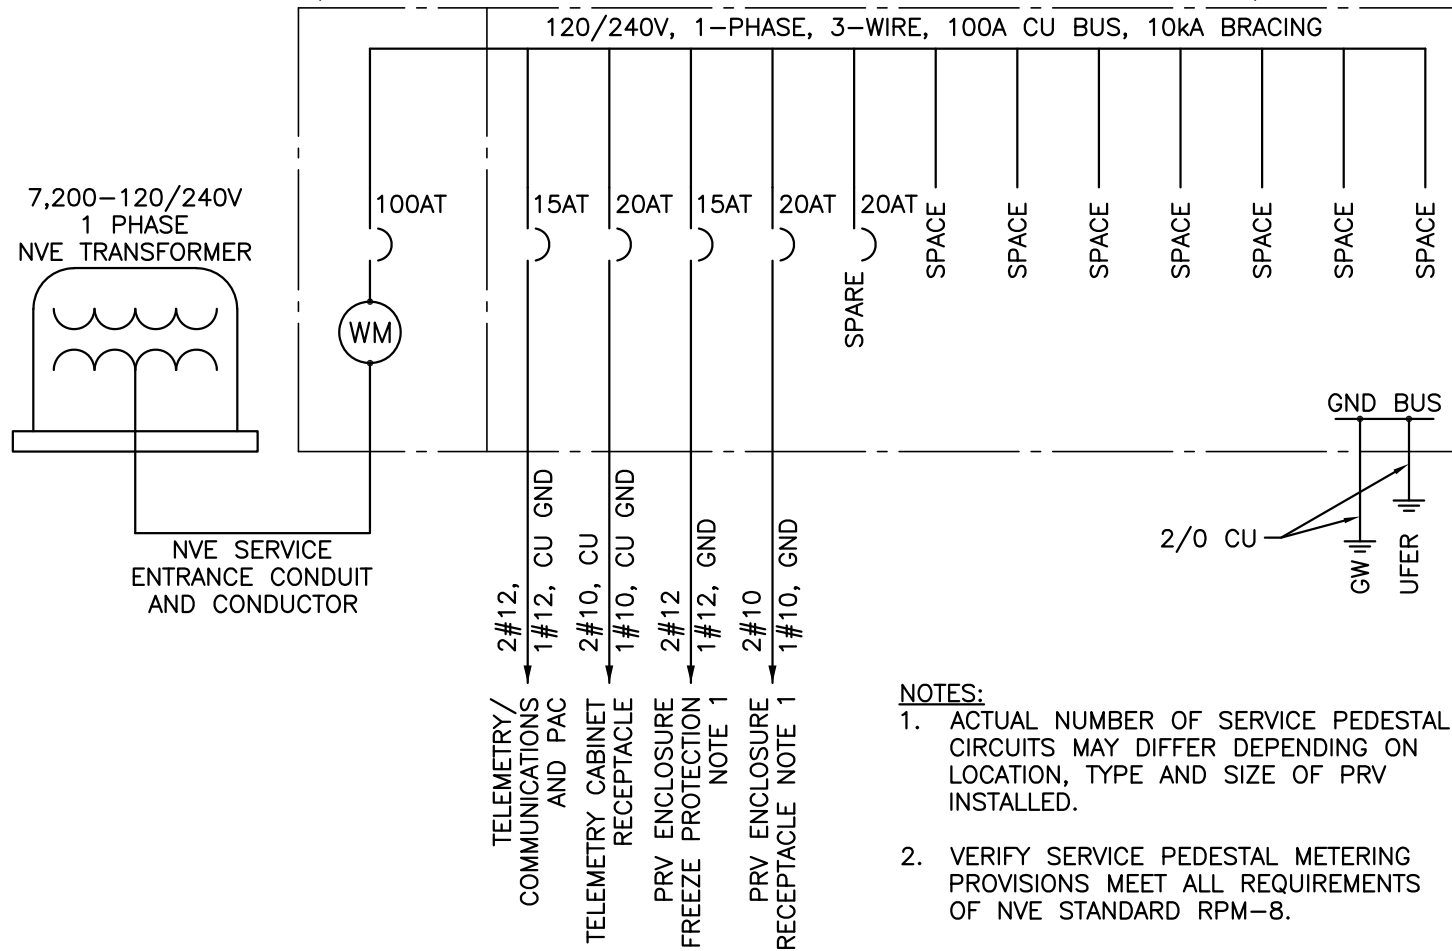 120/240V, 1-PHASE, 3-WIRE, 100A CU BUS, 10kA BRACING
7,200-120/240V
1 PHASE
NVE TRANSFORMER
100AT
15AT
20AT
15AT
20AT
20AT
SPARE
SPACE
SPACE
SPACE
SPACE
SPACE
SPACE
SPACE
WM
GND BUS
2/0 CU
GW
UFER
NVE SERVICE
ENTRANCE CONDUIT
AND CONDUCTOR
2#12,
1#12, CU GND
2#10, CU
1#10, CU GND
2#12
1#12, GND
2#10
1#10, GND
TELEMETRY/
COMMUNICATIONS
AND PAC
TELEMETRY CABINET
RECEPTACLE
PRV ENCLOSURE
FREEZE PROTECTION
NOTE 1
PRV ENCLOSURE
RECEPTACLE NOTE 1
NOTES:
1. ACTUAL NUMBER OF SERVICE PEDESTAL
CIRCUITS MAY DIFFER DEPENDING ON
LOCATION, TYPE AND SIZE OF PRV
INSTALLED.
2. VERIFY SERVICE PEDESTAL METERING
PROVISIONS MEET ALL REQUIREMENTS
OF NVE STANDARD RPM-8.